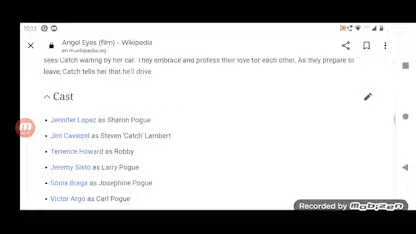 10:13
Angel Eyes (film) – Wikipedia
en.m.wikipedia.org
sees Catch waiting by her car. They embrace and profess their love for each other. As they prepare to
leave, Catch tells her that he'll drive.
Cast
• Jennifer Lopez as Sharon Pogue
• Jim Caviezel as Steven 'Catch' Lambert
• Terrence Howard as Robby
• Jeremy Sisto as Larry Pogue
• Sônia Braga as Josephine Pogue
• Victor Argo as Carl Pogue
Recorded by MOBIZEN